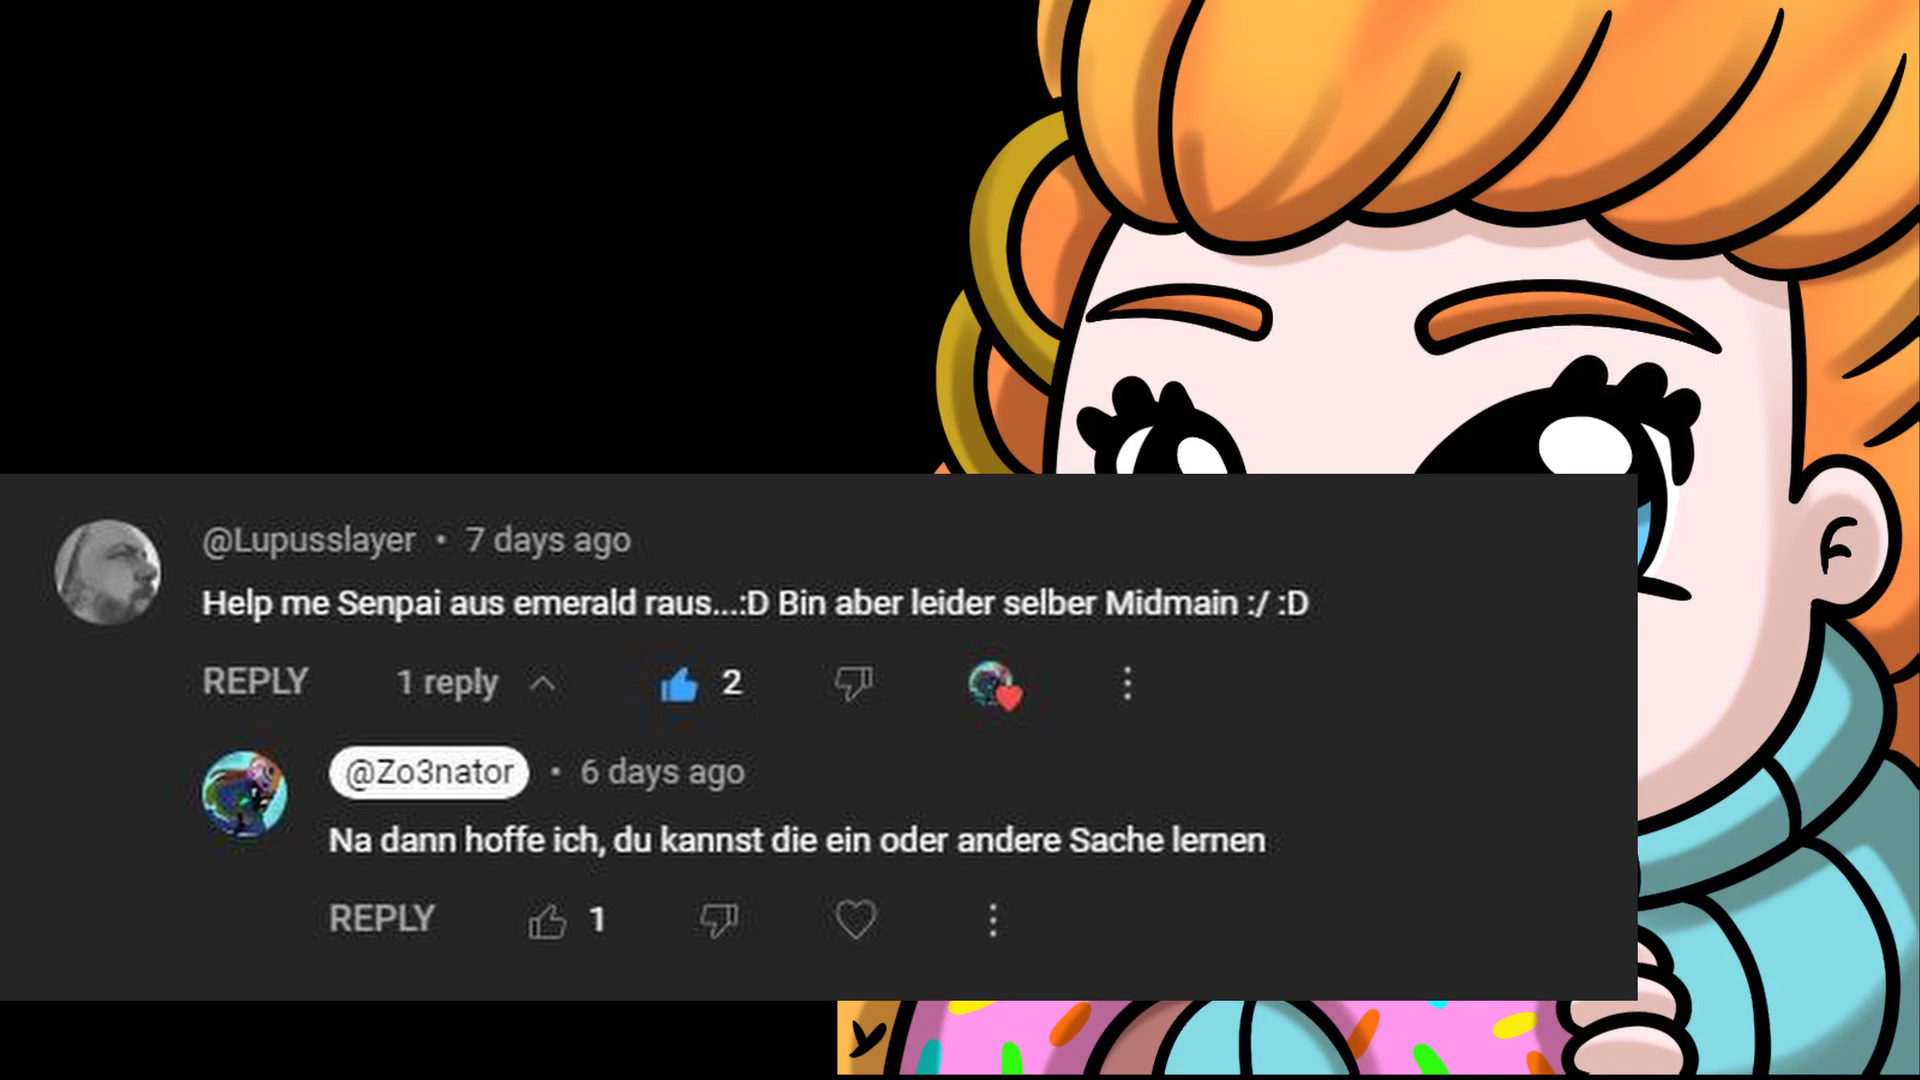 @Lupusslayer • 7 days ago
Help me Senpai aus emerald raus...:D Bin aber leider selber Midmain :/ :D
REPLY 1 reply 2
@Zo3nator • 6 days ago
Na dann hoffe ich, du kannst die ein oder andere Sache lernen
REPLY 1